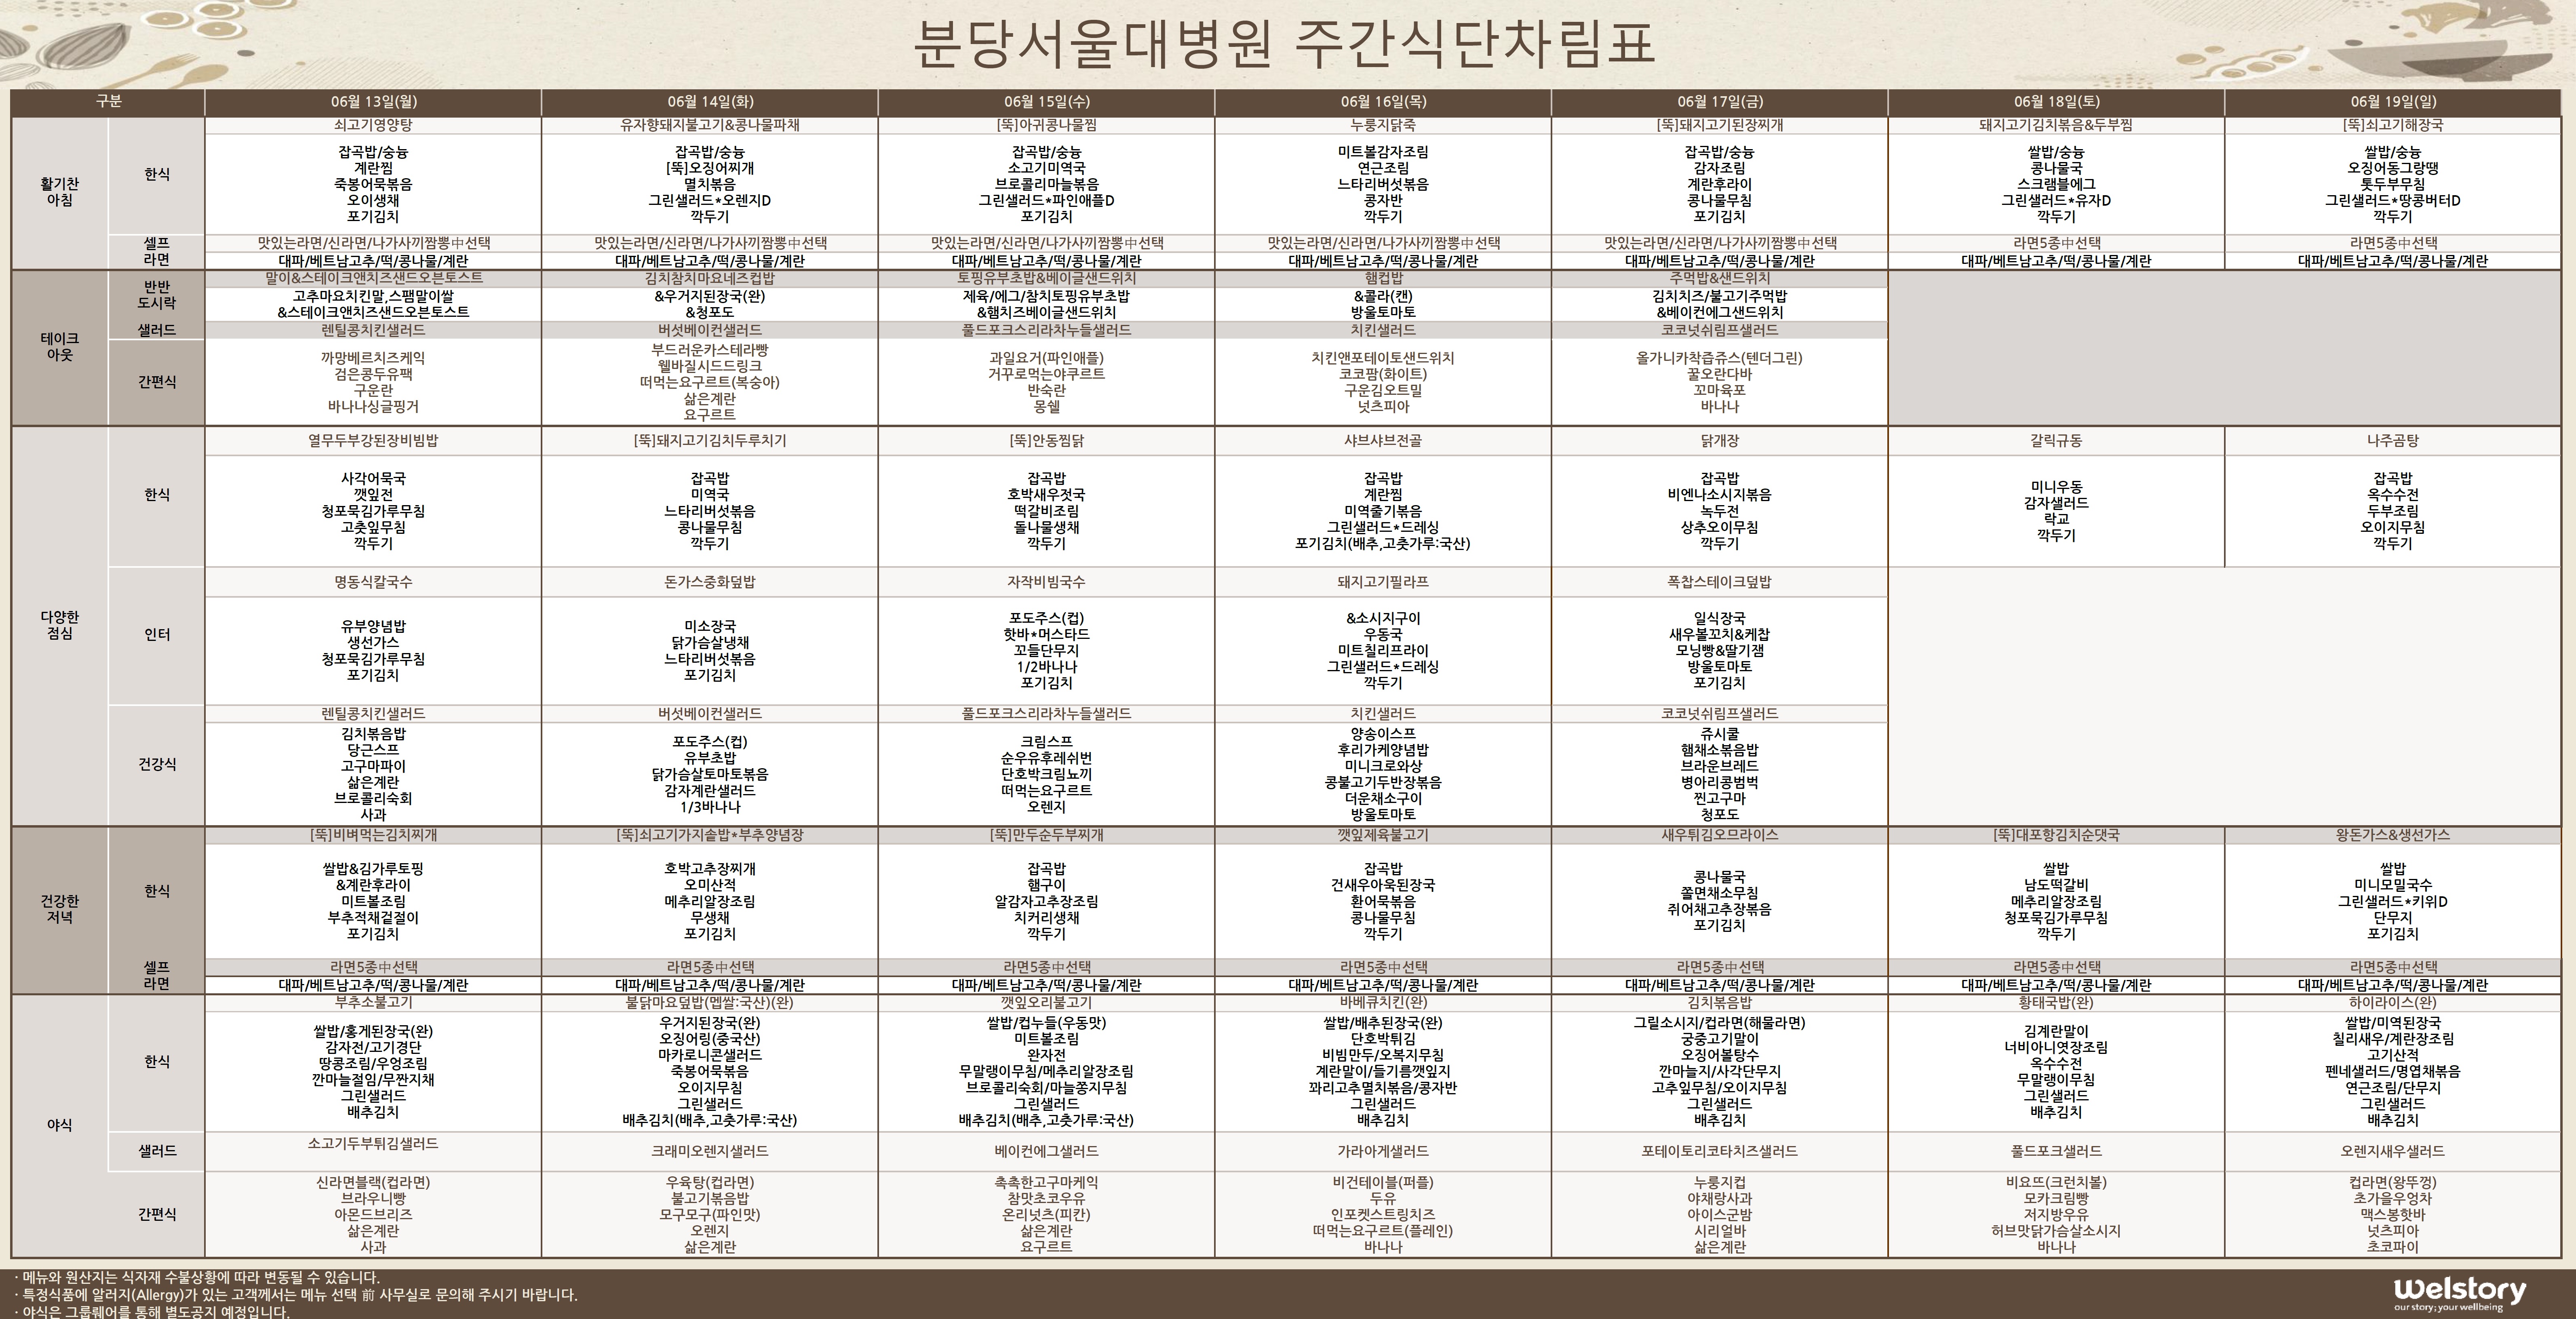 분당서울대병원 주간식단차림표
구분
06월 13일(월)
06월 14일(화)
06월 15일(수)
06월 16일(목)
06월 17일(금)
06월 18일(토)
06월 19일(일)
활기찬
아침
한식
쇠고기영양탕
잡곡밥/숭늉
계란찜
죽봉어묵볶음
오이생채
포기김치
유자향돼지불고기&콩나물파채
잡곡밥/숭늉
[뚝]오징어찌개
멸치볶음
그린샐러드*오렌지D
깍두기
[뚝]아귀콩나물찜
잡곡밥/숭늉
소고기미역국
브로콜리마늘볶음
그린샐러드*파인애플D
포기김치
누룽지닭죽
미트볼감자조림
연근조림
느타리버섯볶음
콩자반
깍두기
[뚝]돼지고기된장찌개
잡곡밥/숭늉
감자조림
계란후라이
콩나물무침
포기김치
돼지고기김치볶음&두부찜
쌀밥/숭늉
콩나물국
스크램블에그
그린샐러드*유자D
깍두기
[뚝]쇠고기해장국
쌀밥/숭늉
오징어동그랑땡
톳두부무침
그린샐러드*땅콩버터D
깍두기
셀프
라면
맛있는라면/신라면/나가사끼짬뽕中선택
대파/베트남고추/떡/콩나물/계란
맛있는라면/신라면/나가사끼짬뽕中선택
대파/베트남고추/떡/콩나물/계란
맛있는라면/신라면/나가사끼짬뽕中선택
대파/베트남고추/떡/콩나물/계란
맛있는라면/신라면/나가사끼짬뽕中선택
대파/베트남고추/떡/콩나물/계란
맛있는라면/신라면/나가사끼짬뽕中선택
대파/베트남고추/떡/콩나물/계란
라면5종中선택
대파/베트남고추/떡/콩나물/계란
라면5종中선택
대파/베트남고추/떡/콩나물/계란
테이크
아웃
반반
도시락
말이&스테이크앤치즈샌드오븐토스트
고추마요치킨말,스팸말이쌀
&스테이크앤치즈샌드오븐토스트
김치참치마요네즈컵밥
&우거지된장국(완)
&청포도
토핑유부초밥&베이글샌드위치
제육/에그/참치토핑유부초밥
&햄치즈베이글샌드위치
햄컵밥
&콜라(캔)
방울토마토
주먹밥&샌드위치
김치치즈/불고기주먹밥
&베이컨에그샌드위치
샐러드
렌틸콩치킨샐러드
버섯베이컨샐러드
풀드포크스리라차누들샐러드
치킨샐러드
코코넛쉬림프샐러드
간편식
까망베르치즈케익
검은콩두유팩
구운란
바나나싱글핑거
부드러운카스테라빵
웰바질시드드링크
떠먹는요구르트(복숭아)
삶은계란
요구르트
과일요거(파인애플)
거꾸로먹는야쿠르트
반숙란
몽쉘
치킨앤포테이토샌드위치
코코팜(화이트)
구운김오트밀
넛츠피아
올가니카착즙쥬스(텐더그린)
꿀오란다바
꼬마육포
바나나
다양한
점심
한식
열무두부강된장비빔밥
사각어묵국
깻잎전
청포묵김가루무침
고춧잎무침
깍두기
[뚝]돼지고기김치두루치기
잡곡밥
미역국
느타리버섯볶음
콩나물무침
깍두기
[뚝]안동찜닭
잡곡밥
호박새우젓국
떡갈비조림
돌나물생채
깍두기
샤브샤브전골
잡곡밥
계란찜
미역줄기볶음
그린샐러드*드레싱
포기김치(배추,고춧가루:국산)
닭개장
잡곡밥
비엔나소시지볶음
녹두전
상추오이무침
깍두기
갈릭규동
미니우동
감자샐러드
락교
깍두기
나주곰탕
잡곡밥
옥수수전
두부조림
오이지무침
깍두기
인터
명동식칼국수
유부양념밥
생선가스
청포묵김가루무침
포기김치
돈가스중화덮밥
미소장국
닭가슴살냉채
느타리버섯볶음
포기김치
자작비빔국수
포도주스(컵)
핫바*머스타드
꼬들단무지
1/2바나나
포기김치
돼지고기필라프
&소시지구이
우동국
미트칠리프라이
그린샐러드*드레싱
깍두기
폭찹스테이크덮밥
일식장국
새우볼꼬치&케찹
모닝빵&딸기잼
방울토마토
포기김치
건강식
렌틸콩치킨샐러드
김치볶음밥
당근스프
고구마파이
삶은계란
브로콜리숙회
사과
버섯베이컨샐러드
포도주스(컵)
유부초밥
닭가슴살토마토볶음
감자계란샐러드
1/3바나나
풀드포크스리라차누들샐러드
크림스프
순우유후레쉬번
단호박크림뇨끼
떠먹는요구르트
오렌지
치킨샐러드
양송이스프
후리가케양념밥
미니크로와상
콩불고기두반장볶음
더운채소구이
방울토마토
코코넛쉬림프샐러드
쥬시쿨
햄채소볶음밥
브라운브레드
병아리콩범벅
찐고구마
청포도
건강한
저녁
한식
[뚝]비벼먹는김치찌개
쌀밥&김가루토핑
&계란후라이
미트볼조림
부추적채겉절이
포기김치
[뚝]쇠고기가지솥밥*부추양념장
호박고추장찌개
오미산적
메추리알장조림
무생채
포기김치
[뚝]만두순두부찌개
잡곡밥
햄구이
알감자고추장조림
치커리생채
깍두기
깻잎제육불고기
잡곡밥
건새우아욱된장국
환어묵볶음
콩나물무침
깍두기
새우튀김오므라이스
콩나물국
쫄면채소무침
쥐어채고추장볶음
포기김치
[뚝]대포항김치순댓국
쌀밥
남도떡갈비
메추리알장조림
청포묵김가루무침
깍두기
왕돈가스&생선가스
쌀밥
미니모밀국수
그린샐러드*키위D
단무지
포기김치
셀프
라면
라면5종中선택
대파/베트남고추/떡/콩나물/계란
라면5종中선택
대파/베트남고추/떡/콩나물/계란
라면5종中선택
대파/베트남고추/떡/콩나물/계란
라면5종中선택
대파/베트남고추/떡/콩나물/계란
라면5종中선택
대파/베트남고추/떡/콩나물/계란
라면5종中선택
대파/베트남고추/떡/콩나물/계란
라면5종中선택
대파/베트남고추/떡/콩나물/계란
야식
한식
부추소불고기
쌀밥/홍게된장국(완)
감자전/고기경단
땅콩조림/우엉조림
깐마늘절임/무짠지채
그린샐러드
배추김치
불닭마요덮밥(멥쌀:국산)(완)
우거지된장국(완)
오징어링(중국산)
마카로니콘샐러드
죽봉어묵볶음
오이지무침
그린샐러드
배추김치(배추,고춧가루:국산)
깻잎오리불고기
쌀밥/컵누들(우동맛)
미트볼조림
완자전
무말랭이무침/메추리알장조림
브로콜리숙회/마늘쫑지무침
그린샐러드
배추김치(배추,고춧가루:국산)
바베큐치킨(완)
쌀밥/배추된장국(완)
단호박튀김
비빔만두/오복지무침
계란말이/들기름깻잎지
꽈리고추멸치볶음/콩자반
그린샐러드
배추김치
김치볶음밥
그릴소시지/컵라면(해물라면)
궁중고기말이
오징어볼탕수
깐마늘지/사각단무지
고추잎무침/오이지무침
그린샐러드
배추김치
황태국밥(완)
김계란말이
너비아니엿장조림
옥수수전
무말랭이무침
그린샐러드
배추김치
하이라이스(완)
쌀밥/미역된장국
칠리새우/계란장조림
고기산적
펜네샐러드/명엽채볶음
연근조림/단무지
그린샐러드
배추김치
샐러드
소고기두부튀김샐러드
크래미오렌지샐러드
베이컨에그샐러드
가라아게샐러드
포테이토리코타치즈샐러드
풀드포크샐러드
오렌지새우샐러드
간편식
신라면블랙(컵라면)
브라우니빵
아몬드브리즈
삶은계란
사과
우육탕(컵라면)
불고기볶음밥
모구모구(파인맛)
오렌지
삶은계란
촉촉한고구마케익
참맛초코우유
온리넛츠(피칸)
삶은계란
요구르트
비건테이블(퍼플)
두유
인포켓스트링치즈
떠먹는요구르트(플레인)
바나나
누룽지컵
야채랑사과
아이스군밤
시리얼바
삶은계란
비요뜨(크런치볼)
모카크림빵
저지방우유
허브맛닭가슴살소시지
바나나
컵라면(왕뚜껑)
초가을우엉차
맥스봉핫바
넛츠피아
초코파이
· 메뉴와 원산지는 식자재 수불상황에 따라 변동될 수 있습니다.
· 특정식품에 알러지(Allergy)가 있는 고객께서는 메뉴 선택 前 사무실로 문의해 주시기 바랍니다.
· 야식은 그룹웨어를 통해 별도공지 예정입니다.
welstory
our story; your wellbeing